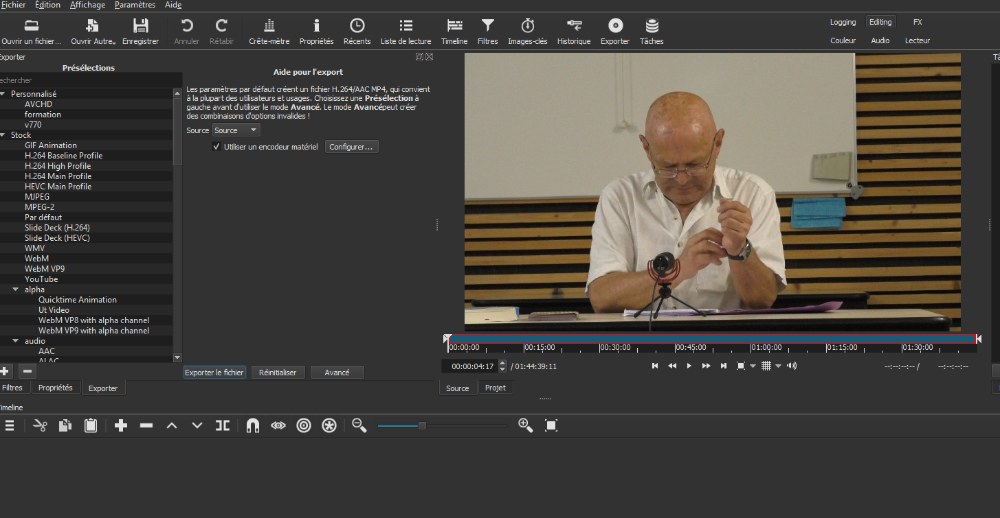 Fichier Édition Affichage Paramètres Aide
Ouvrir un fichier... Ouvrir Autre... Enregistrer Annuler Rétablir Crête-mètre Propriétés Récents Liste de lecture Timeline Filtres Images-clés Historique Exporter Tâches
Logging Editing FX
Couleur Audio Lecteur
Exporter
Présélections
echercher
Personnalisé
AVCHD
formation
v770
Stock
GIF Animation
H.264 Baseline Profile
H.264 High Profile
H.264 Main Profile
HEVC Main Profile
MJPEG
MPEG-2
Par défaut
Slide Deck (H.264)
Slide Deck (HEVC)
WMV
WebM
WebM VP9
YouTube
alpha
Quicktime Animation
Ut Video
WebM VP8 with alpha channel
WebM VP9 with alpha channel
audio
AAC
ALAC
Aide pour l'export
Les paramètres par défaut créent un fichier H.264/AAC MP4, qui convient
à la plupart des utilisateurs et usages. Choisissez une Présélection à
gauche avant d'utiliser le mode Avancé. Le mode Avancépeut créer
des combinaisons d'options invalides !
Source Source
Utiliser un encodeur matériel Configurer...
Exporter le fichier Réinitialiser Avancé
Filtres Propriétés Exporter
Tâ
00:00:00 00:15:00 00:30:00 00:45:00 01:00:00 01:15:00 01:30:00
00:00:04:17 / 01:44:39:11 --:--:--:-- / --:--:--:--
Source Projet
Timeline